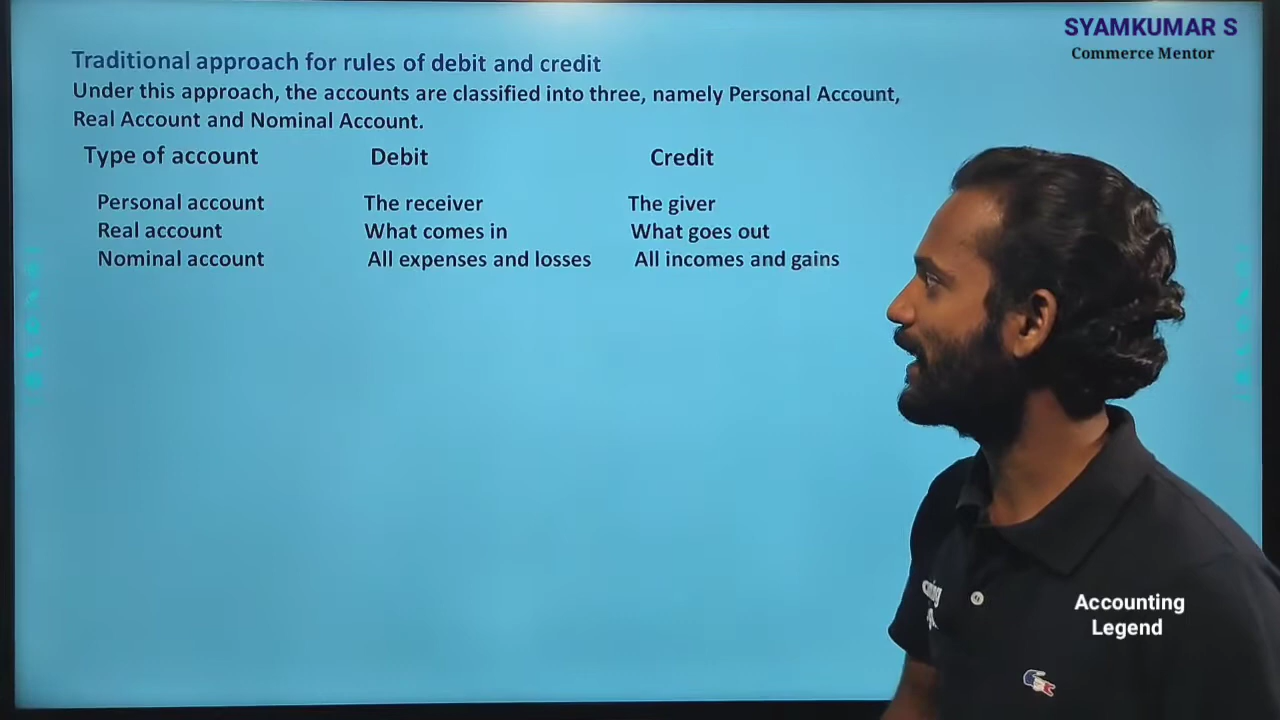 SYAMKUMAR S
Commerce Mentor
Traditional approach for rules of debit and credit
Under this approach, the accounts are classified into three, namely Personal Account,
Real Account and Nominal Account.
Type of account Debit Credit
Personal account The receiver The giver
Real account What comes in What goes out
Nominal account All expenses and losses All incomes and gains
Accounting
Legend